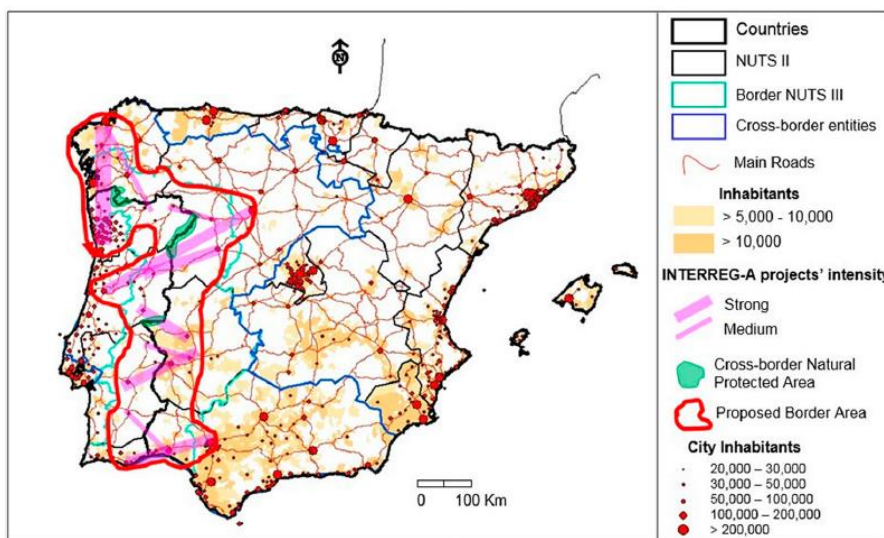 N
Countries
NUTS II
Border NUTS III
Cross-border entities
Main Roads
Inhabitants
> 5,000 - 10,000
> 10,000
INTERREG-A projects' intensity
Strong
Medium
Cross-border Natural
Protected Area
Proposed Border Area
City Inhabitants
20,000 – 30,000
30,000 – 50,000
50,000 – 100,000
100,000 – 200,000
> 200,000
0 100 Km